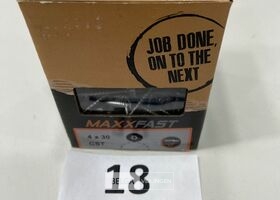 JOB DONE,
ON TO THE
NEXT
MAXXFAST
4 x 30
CST
18